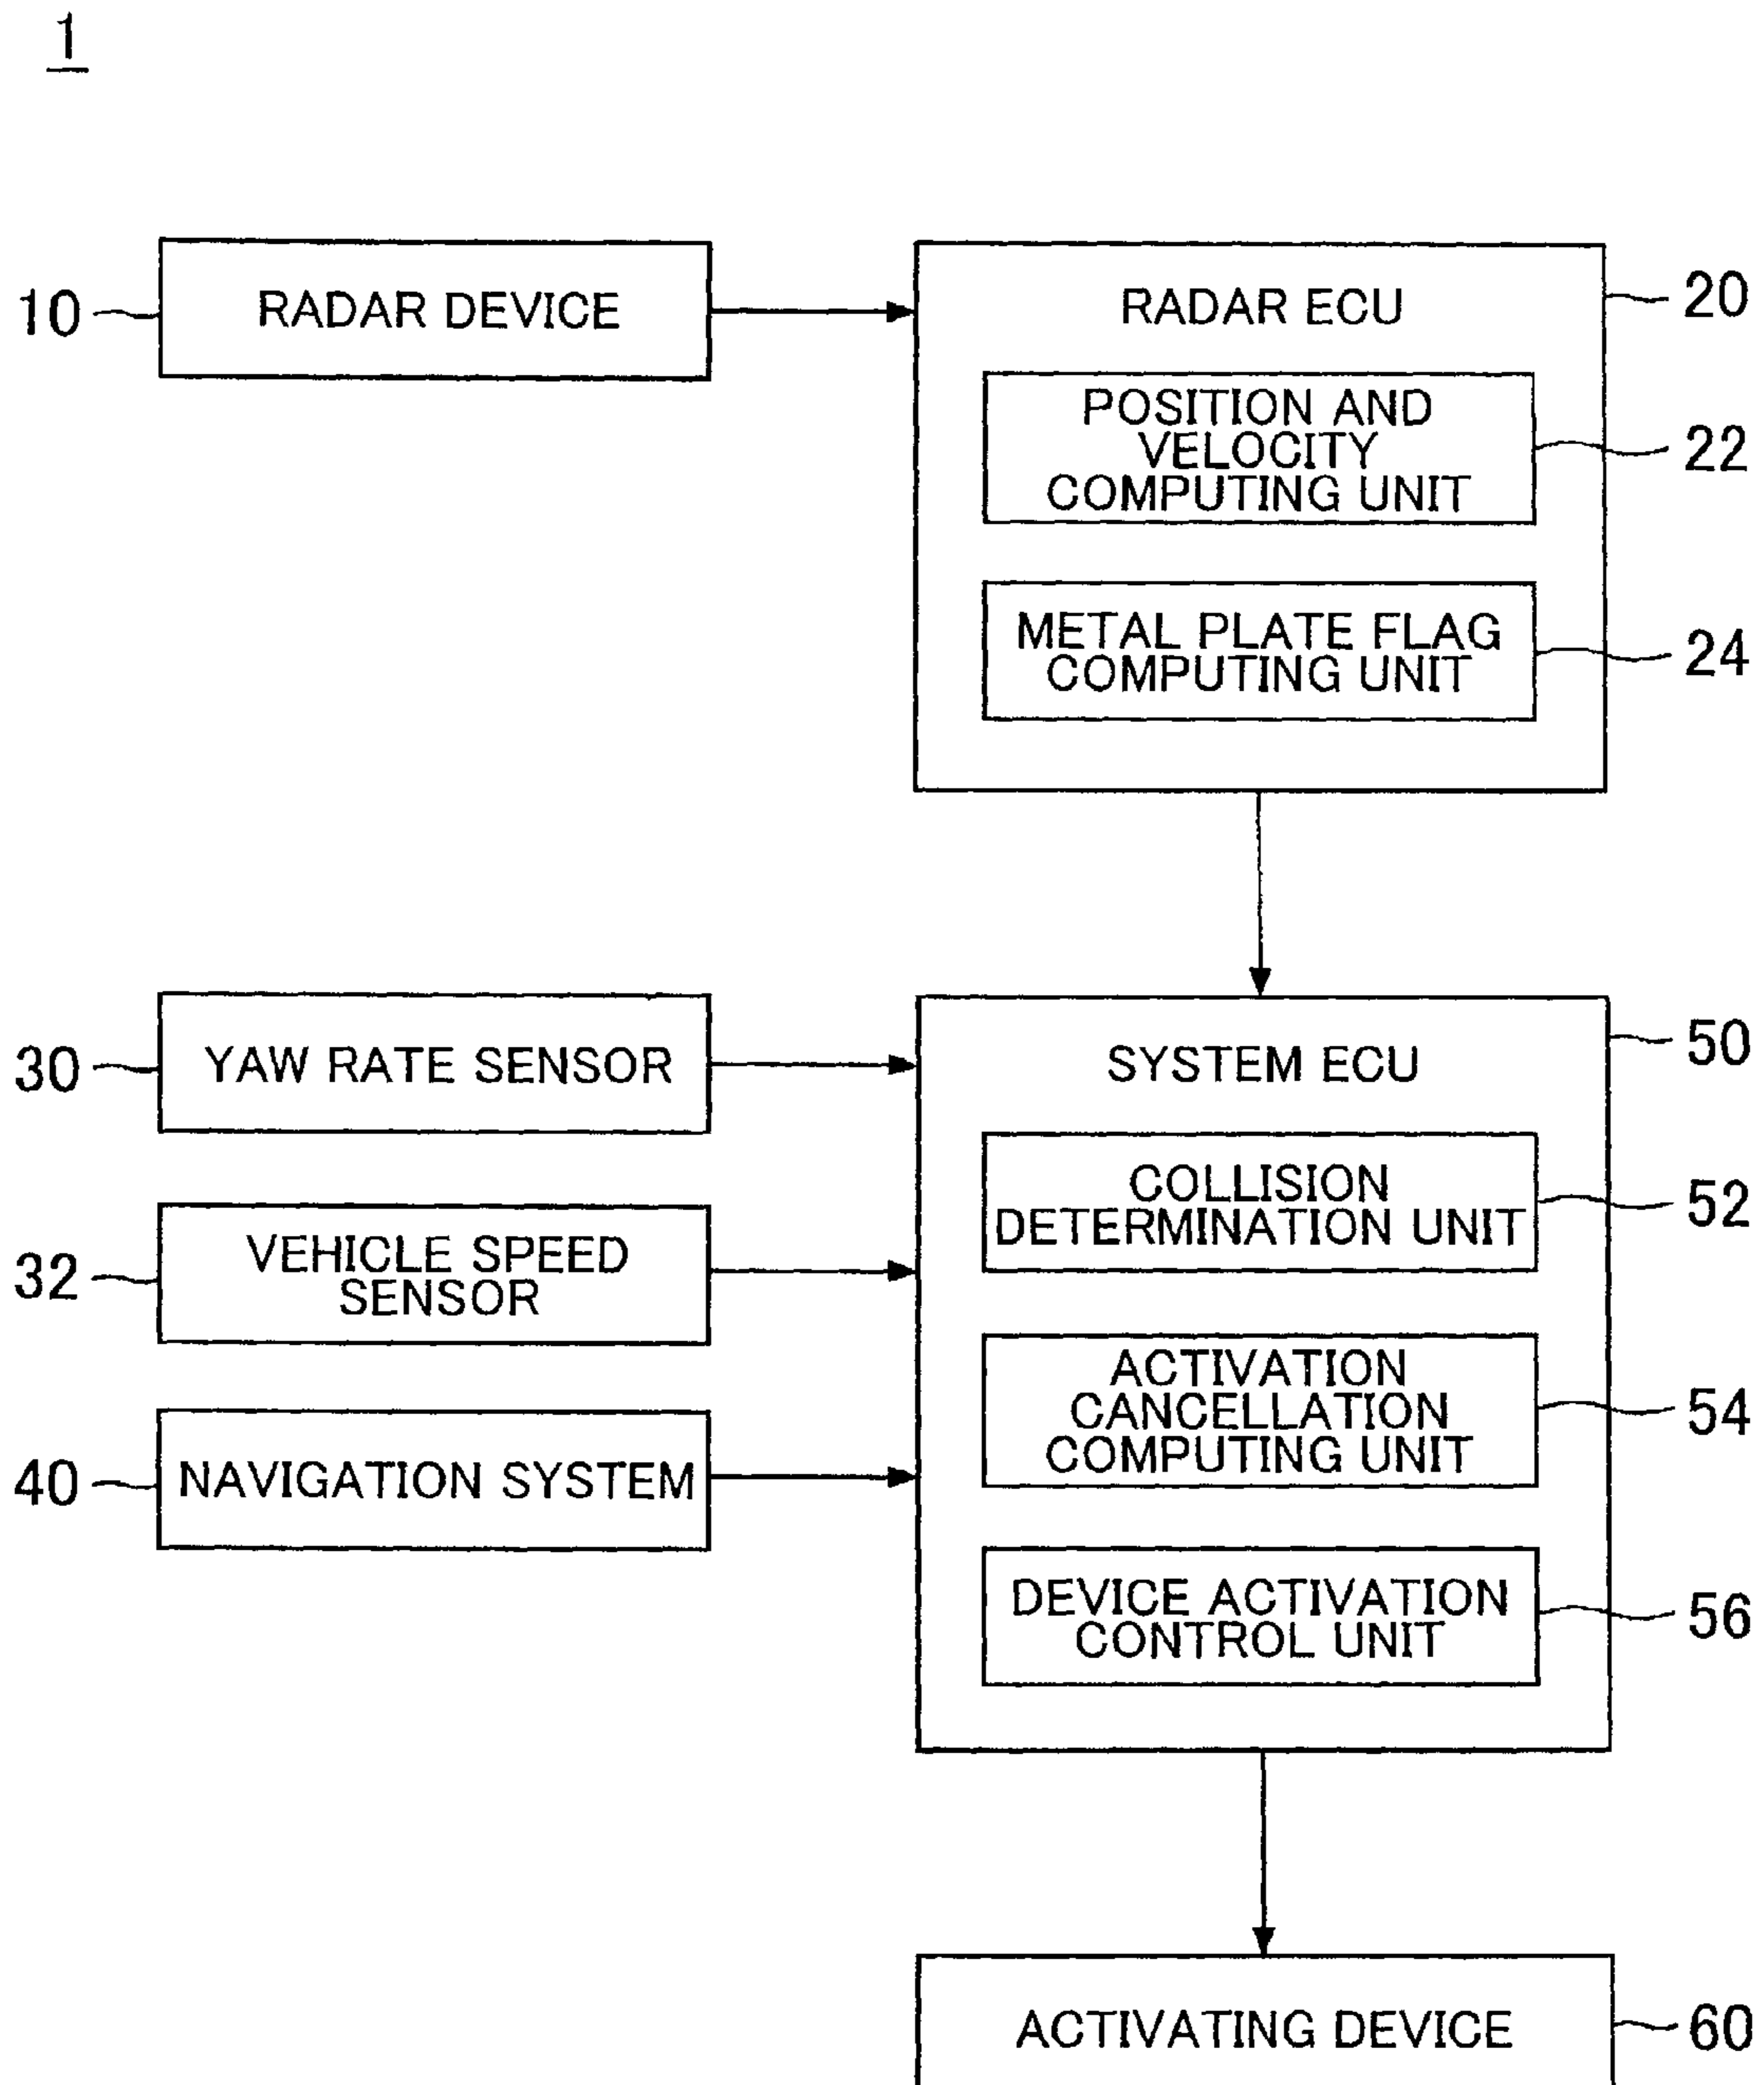 1
10
RADAR DEVICE
RADAR ECU
20
POSITION AND
VELOCITY
COMPUTING UNIT
22
METAL PLATE FLAG
COMPUTING UNIT
24
30
YAW RATE SENSOR
SYSTEM ECU
50
COLLISION
DETERMINATION UNIT
52
32
VEHICLE SPEED
SENSOR
ACTIVATION
CANCELLATION
COMPUTING UNIT
54
40
NAVIGATION SYSTEM
DEVICE ACTIVATION
CONTROL UNIT
56
ACTIVATING DEVICE
60